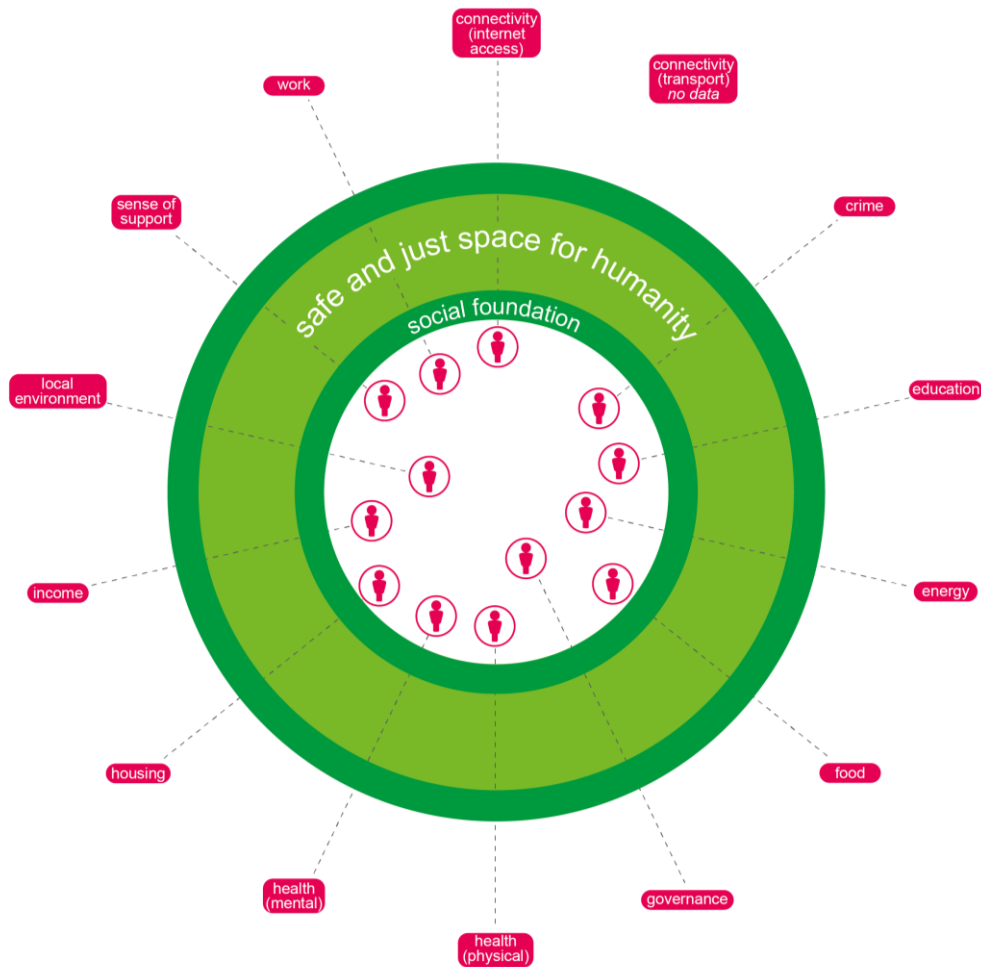 connectivity
(internet
access)
connectivity
(transport)
no data
work
sense of
support
crime
safe and just space for humanity
social foundation
local
environment
education
income
energy
housing
food
health
(mental)
governance
health
(physical)